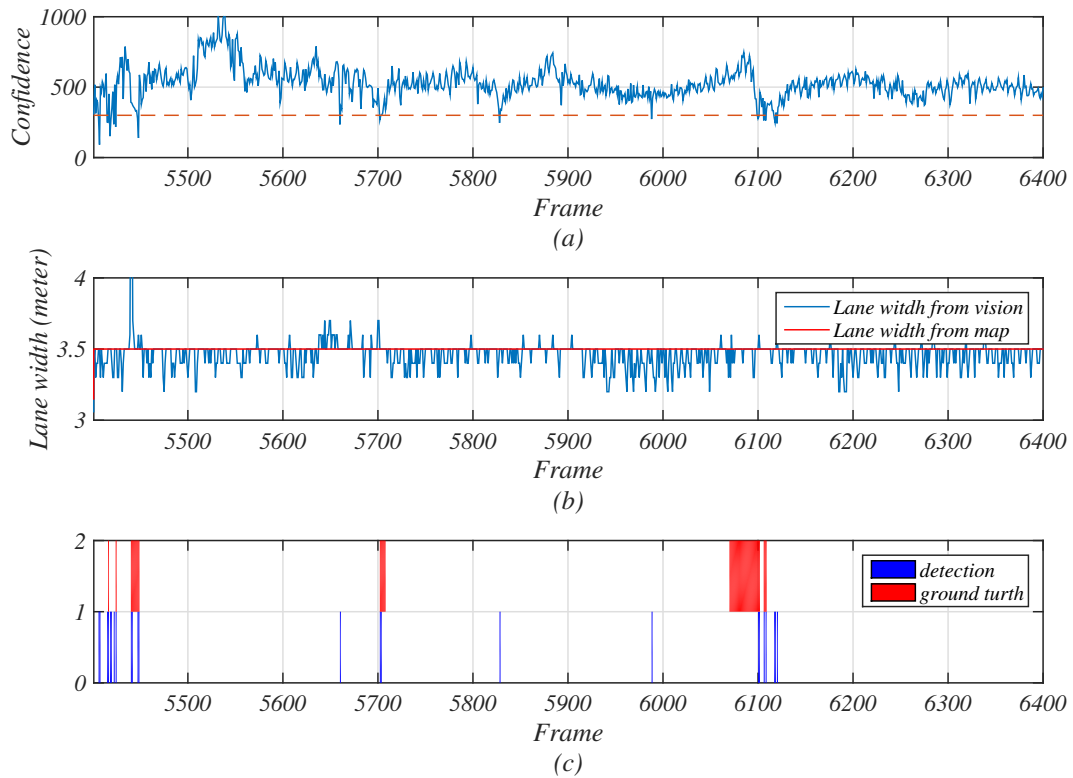 1000
500
0
Confidence
5500 5600 5700 5800 5900 6000 6100 6200 6300 6400
Frame
(a)
4
3.5
3
Lane width (meter)
Lane witdh from vision
Lane width from map
5500 5600 5700 5800 5900 6000 6100 6200 6300 6400
Frame
(b)
2
1
0
detection
ground turth
5500 5600 5700 5800 5900 6000 6100 6200 6300 6400
Frame
(c)